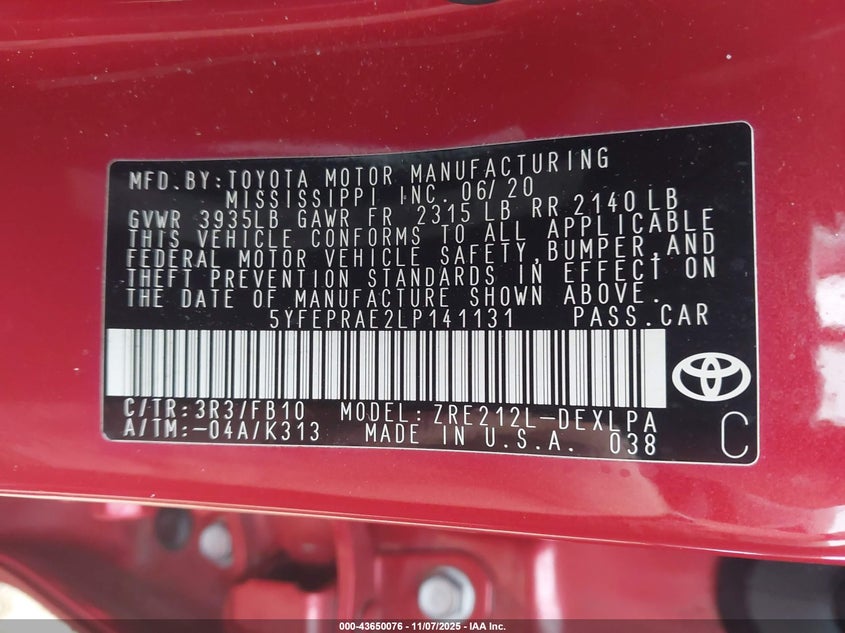 MFD.BY:TOYOTA MOTOR MANUFACTURING
MISSISSIPPI INC. 06/20
GVWR 3935LB GAWR FR 2315 LB RR 2140 LB
THIS VEHICLE CONFORMS TO ALL APPLICABLE
FEDERAL MOTOR VEHICLE SAFETY,BUMPER,AND
THEFT PREVENTION STANDARDS IN EFFECT ON
THE DATE OF MANUFACTURE SHOWN ABOVE.
5YFEPRAE2LP141131 PASS.CAR
C/TR:3R3/FB10 MODEL:ZRE212L-DEXLPA
A/TM:-04A/K313 MADE IN U.S.A. 038
C
000-43650076 - 11/07/2025 - IAA Inc.